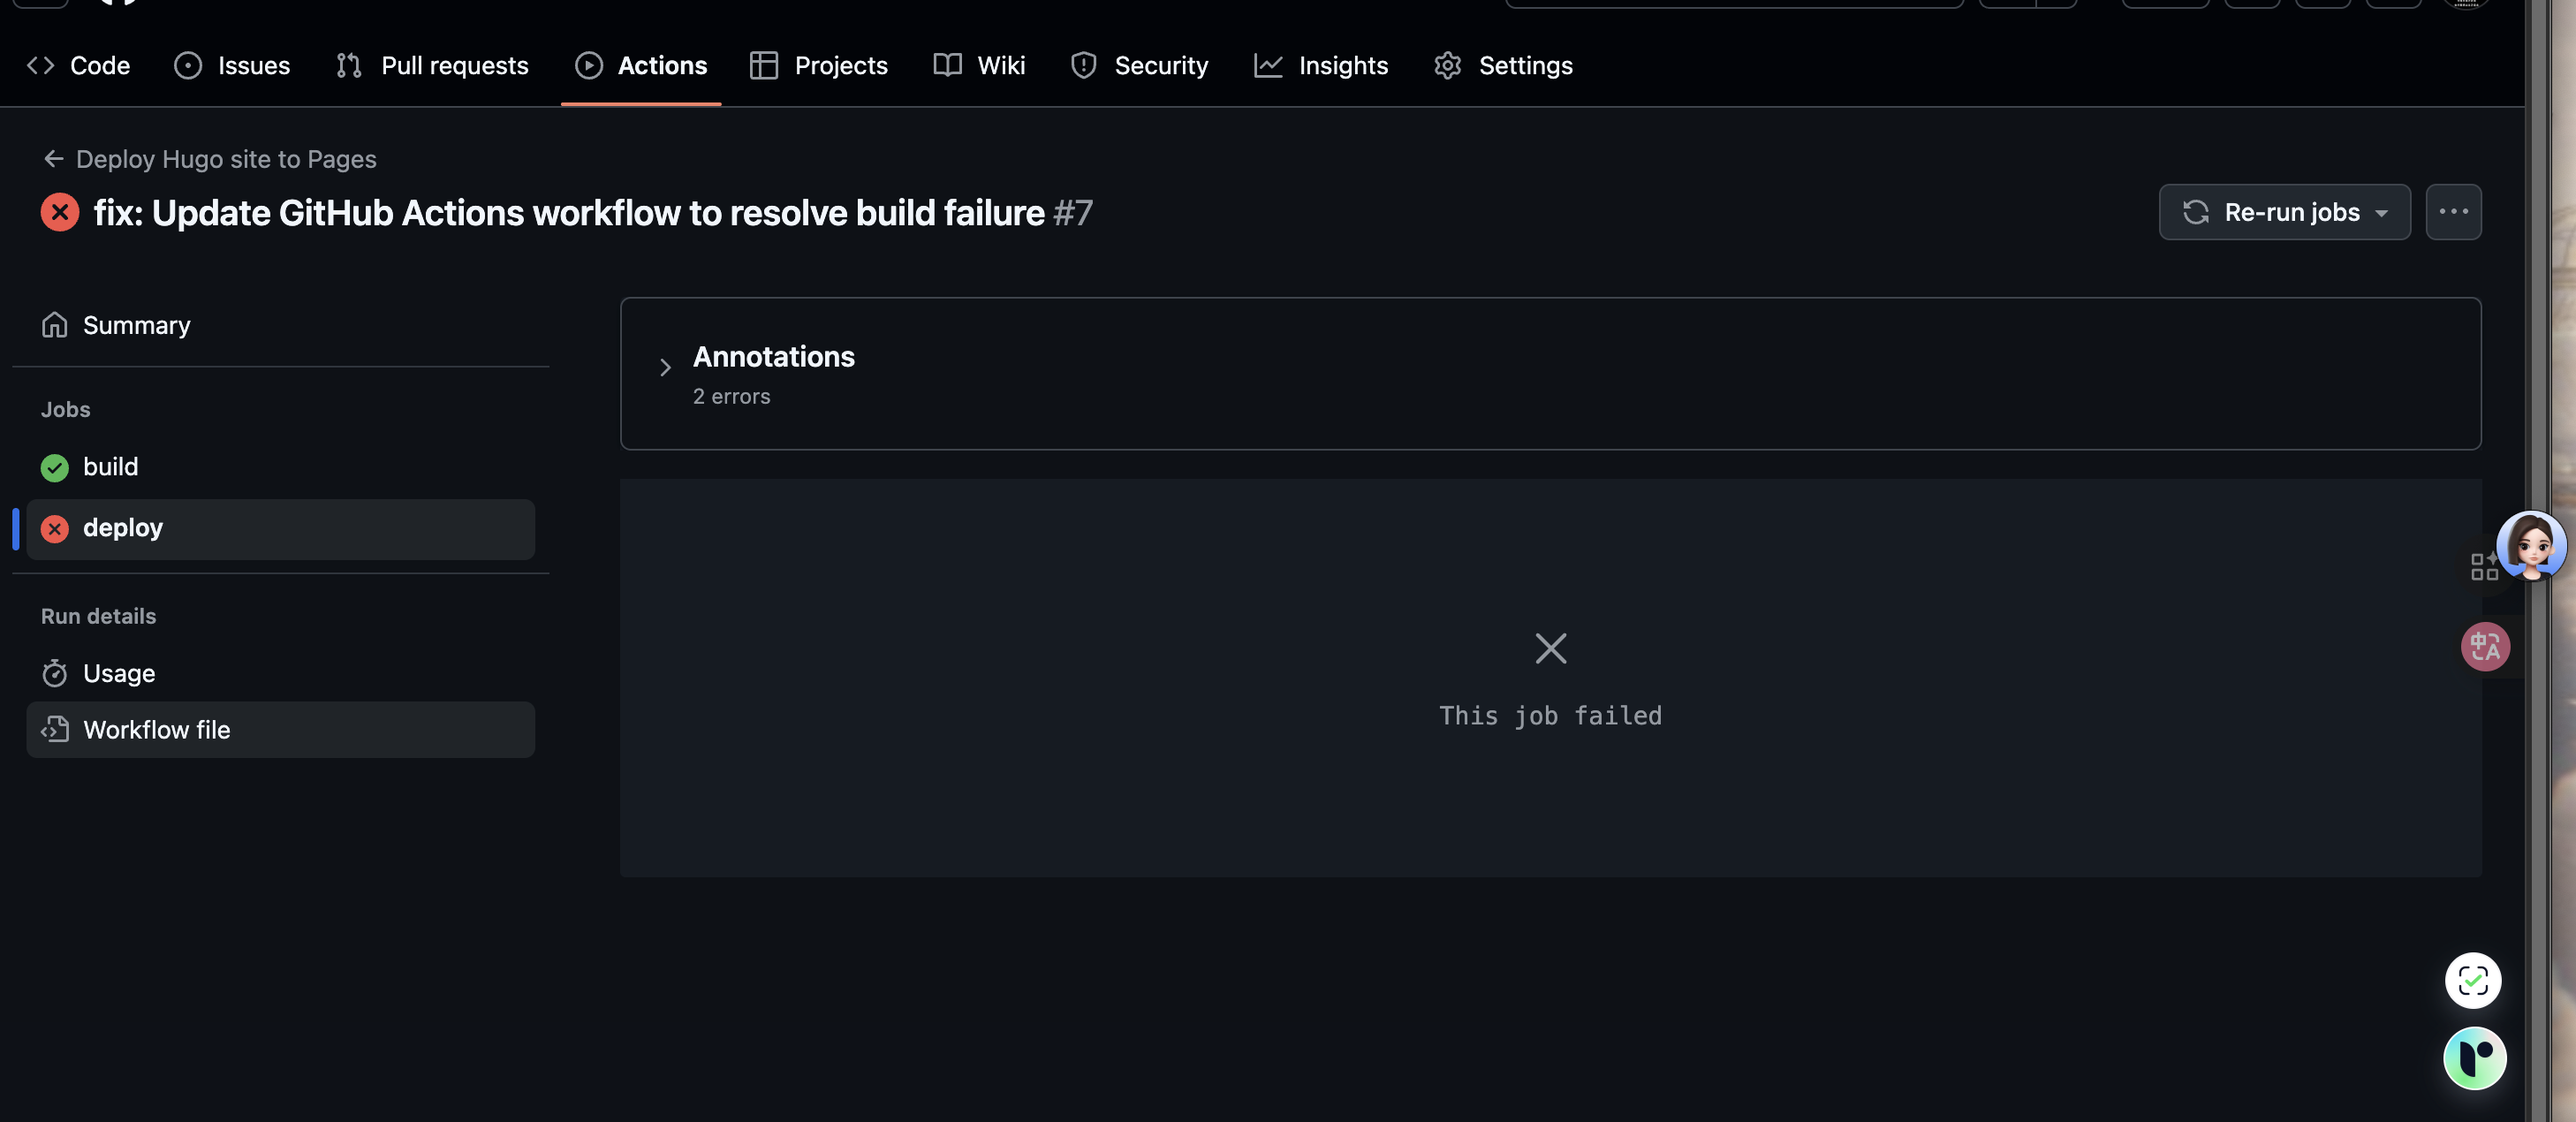 Code Issues Pull requests Actions Projects Wiki Security Insights Settings
Deploy Hugo site to Pages
fix: Update GitHub Actions workflow to resolve build failure #7
Re-run jobs
Summary
Jobs
build
deploy
Run details
Usage
Workflow file
Annotations
2 errors
This job failed
中A